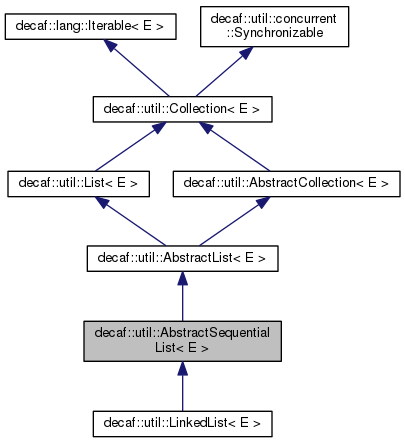 decaf::lang::Iterable< E >
decaf::util::concurrent
::Synchronizable
decaf::util::Collection< E >
decaf::util::List< E >
decaf::util::AbstractCollection< E >
decaf::util::AbstractList< E >
decaf::util::AbstractSequential
List< E >
decaf::util::LinkedList< E >